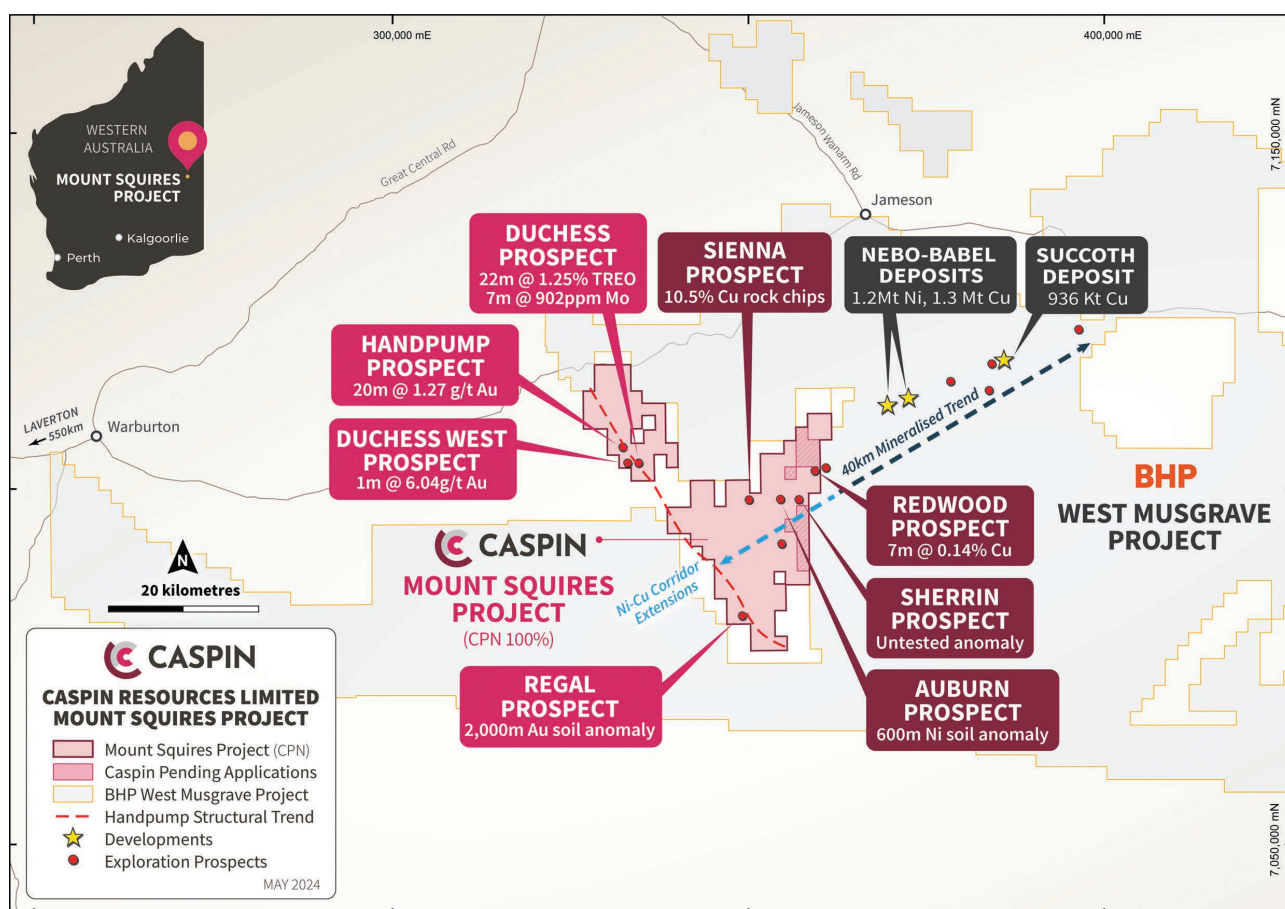 300,000 mE
400,000 mE
7,150,000 mN
7,050,000 mN
WESTERN
AUSTRALIA
MOUNT SQUIRES
PROJECT
Kalgoorlie
Perth
Great Central Rd
Jameson Wanarm Rd
Jameson
DUCHESS
PROSPECT
22m @ 1.25% TREO
7m @ 902ppm Mo
SIENNA
PROSPECT
10.5% Cu rock chips
NEBO-BABEL
DEPOSITS
1.2Mt Ni, 1.3 Mt Cu
SUCCOTH
DEPOSIT
936 Kt Cu
HANDPUMP
PROSPECT
20m @ 1.27 g/t Au
LAVERTON
550km
Warburton
DUCHESS WEST
PROSPECT
1m @ 6.04g/t Au
40km Mineralised Trend
BHP
WEST MUSGRAVE
PROJECT
REDWOOD
PROSPECT
7m @ 0.14% Cu
CASPIN
MOUNT SQUIRES
PROJECT
(CPN 100%)
Ni-Cu Corridor
Extensions
SHERRIN
PROSPECT
Untested anomaly
N
20 kilometres
REGAL
PROSPECT
2,000m Au soil anomaly
AUBURN
PROSPECT
600m Ni soil anomaly
CASPIN
CASPIN RESOURCES LIMITED
MOUNT SQUIRES PROJECT
Mount Squires Project (CPN)
Caspin Pending Applications
BHP West Musgrave Project
Handpump Structural Trend
Developments
Exploration Prospects
MAY 2024